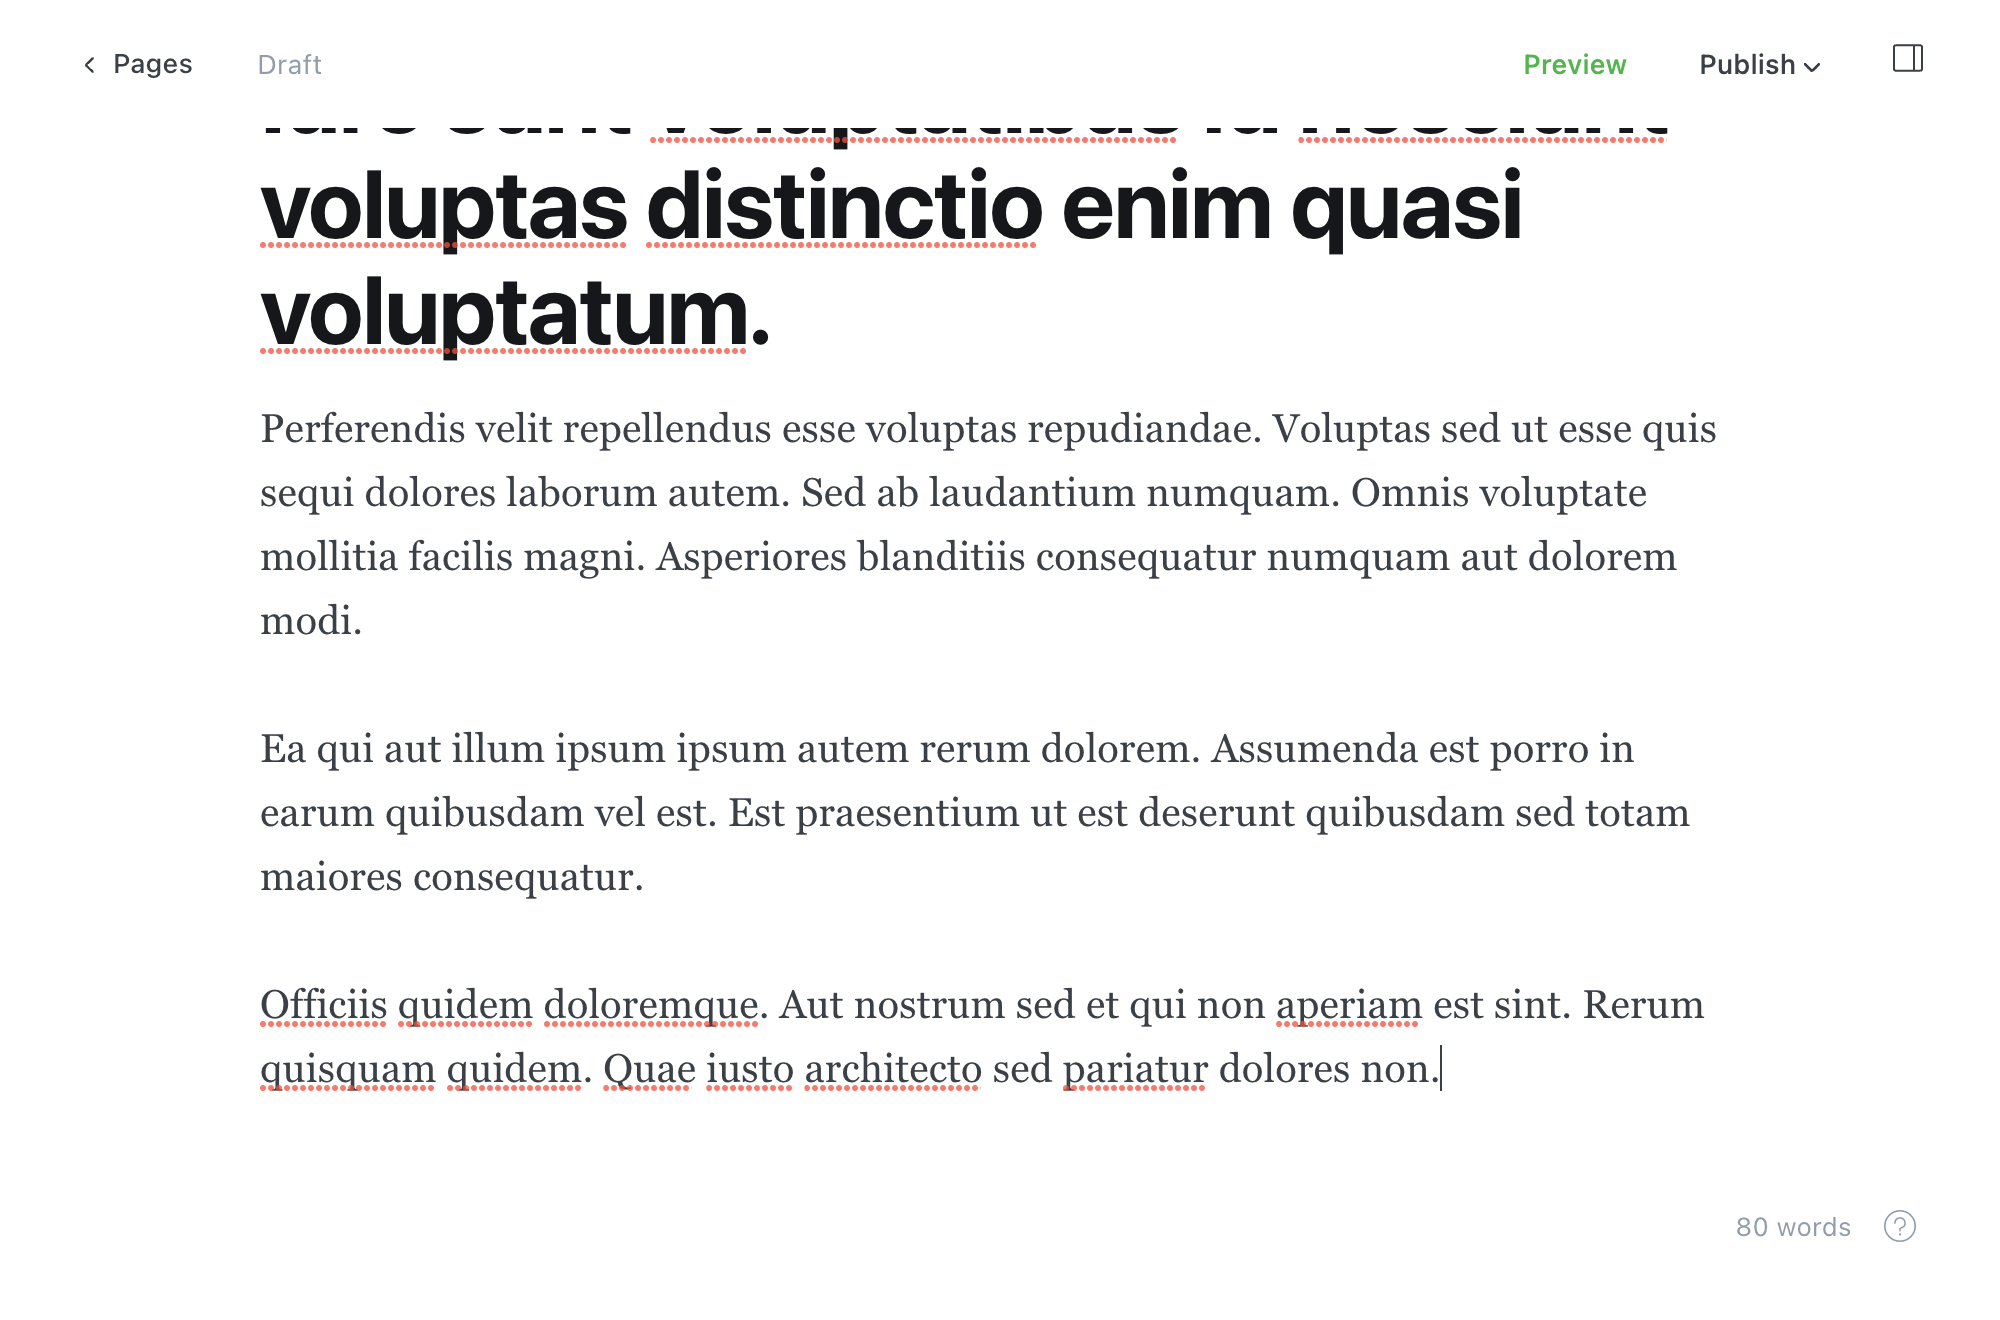 Pages Draft Preview Publish
voluptas distinctio enim quasi
voluptatum.
Perferendis velit repellendus esse voluptas repudiandae. Voluptas sed ut esse quis
sequi dolores laborum autem. Sed ab laudantium numquam. Omnis voluptate
mollitia facilis magni. Asperiores blanditiis consequatur numquam aut dolorem
modi.
Ea qui aut illum ipsum ipsum autem rerum dolorem. Assumenda est porro in
earum quibusdam vel est. Est praesentium ut est deserunt quibusdam sed totam
maiores consequatur.
Officiis quidem doloremque. Aut nostrum sed et qui non aperiam est sint. Rerum
quisquam quidem. Quae iusto architecto sed pariatur dolores non.
80 words